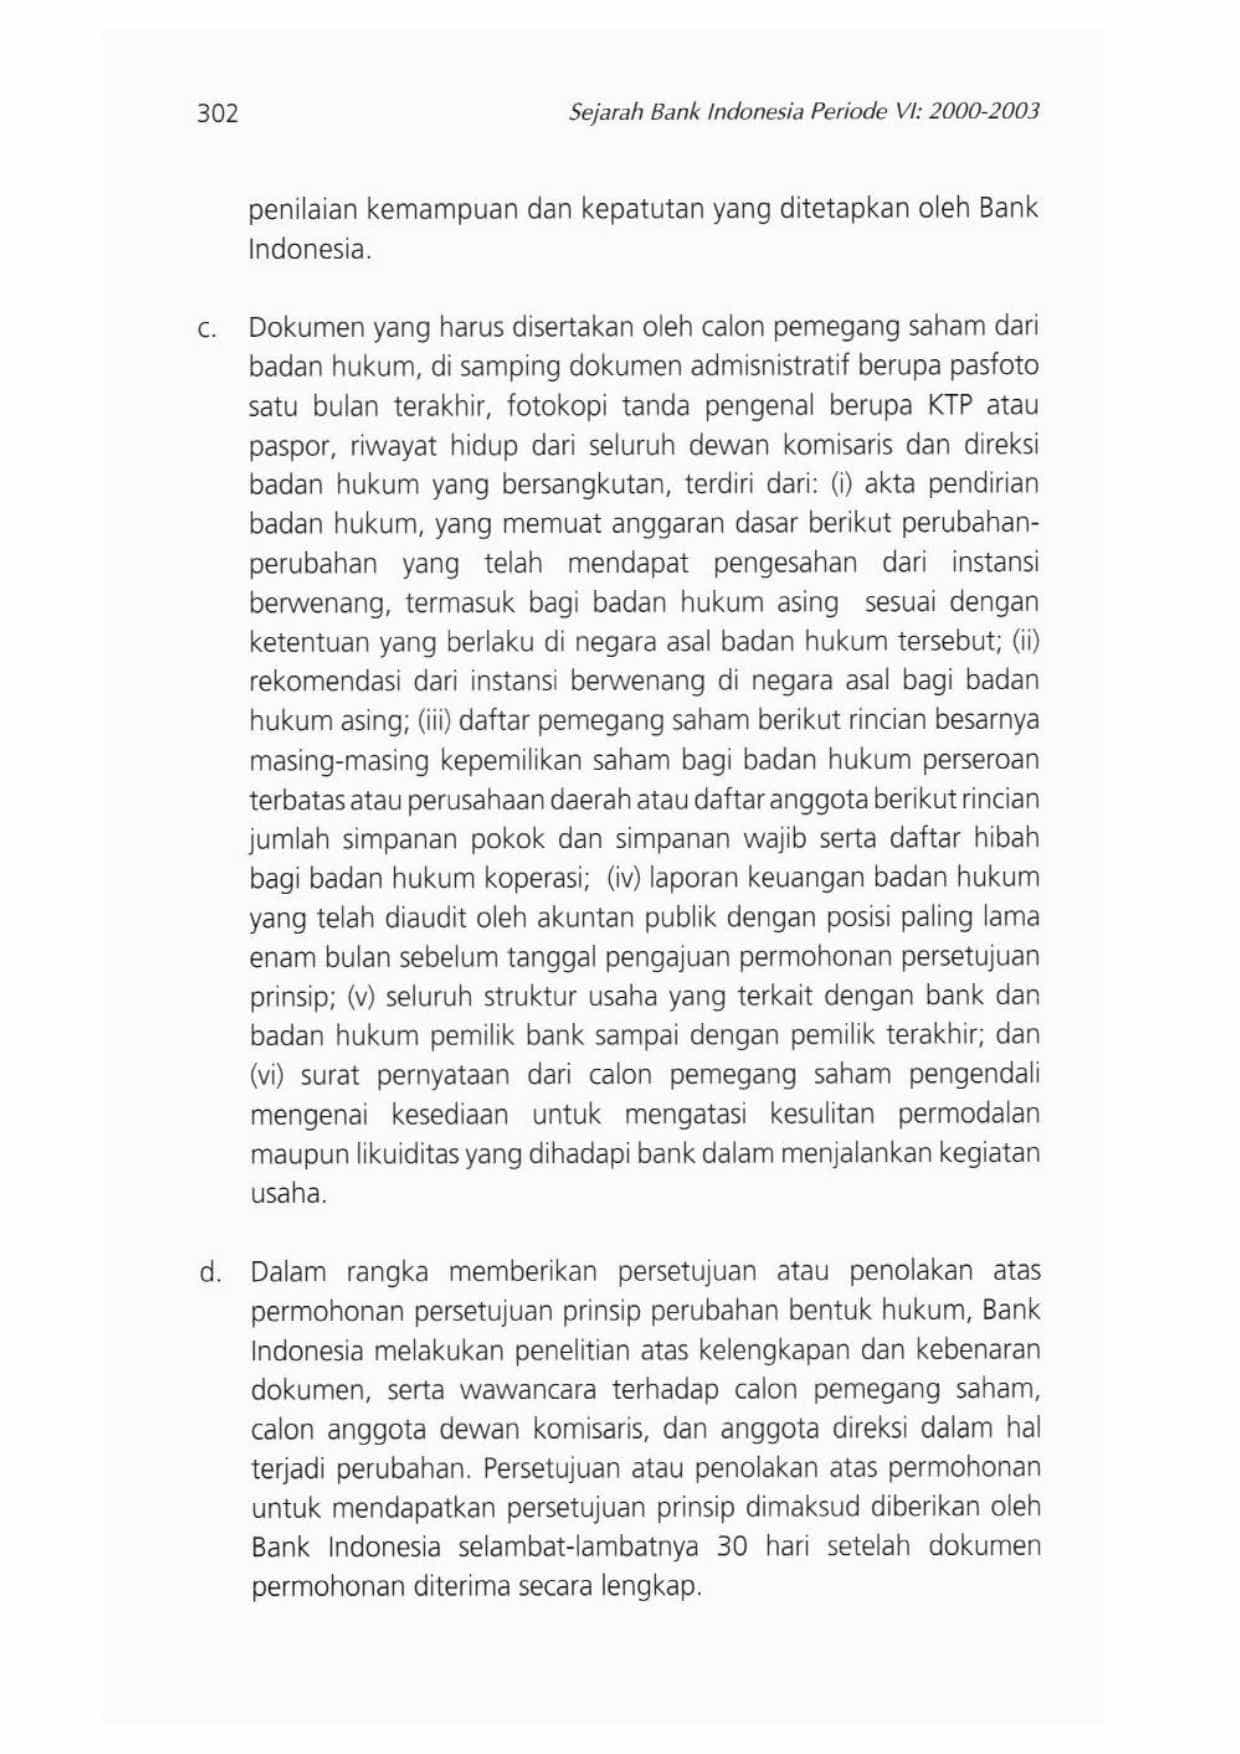 302
Sejarah Bank Indonesia Periode VI: 2000-2003
penilaian kemampuan dan kepatutan yang ditetapkan oleh Bank
Indonesia.
c. Dokumen yang harus disertakan oleh calon pemegang saham dari
badan hukum, di samping dokumen admisnistratif berupa pasfoto
satu bulan terakhir, fotokopi tanda pengenal berupa KTP atau
paspor, riwayat hidup dari seluruh dewan komisaris dan direksi
badan hukum yang bersangkutan, terdiri dari: (i) akta pendirian
badan hukum, yang memuat anggaran dasar berikut perubahan-
perubahan yang telah mendapat pengesahan dari instansi
berwenang, termasuk bagi badan hukum asing sesuai dengan
ketentuan yang berlaku di negara asal badan hukum tersebut; (ii)
rekomendasi dari instansi berwenang di negara asal bagi badan
hukum asing; (iii) daftar pemegang saham berikut rincian besarnya
masing-masing kepemilikan saham bagi badan hukum perseroan
terbatas atau perusahaan daerah atau daftar anggota berikut rincian
jumlah simpanan pokok dan simpanan wajib serta daftar hibah
bagi badan hukum koperasi; (iv) laporan keuangan badan hukum
yang telah diaudit oleh akuntan publik dengan posisi paling lama
enam bulan sebelum tanggal pengajuan permohonan persetujuan
prinsip; (v) seluruh struktur usaha yang terkait dengan bank dan
badan hukum pemilik bank sampai dengan pemilik terakhir; dan
(vi) surat pernyataan dari calon pemegang saham pengendali
mengenai kesediaan untuk mengatasi kesulitan permodalan
maupun likuiditas yang dihadapi bank dalam menjalankan kegiatan
usaha.
d. Dalam rangka memberikan persetujuan atau penolakan atas
permohonan persetujuan prinsip perubahan bentuk hukum, Bank
Indonesia melakukan penelitian atas kelengkapan dan kebenaran
dokumen, serta wawancara terhadap calon pemegang saham,
calon anggota dewan komisaris, dan anggota direksi dalam hal
terjadi perubahan. Persetujuan atau penolakan atas permohonan
untuk mendapatkan persetujuan prinsip dimaksud diberikan oleh
Bank Indonesia selambat-lambatnya 30 hari setelah dokumen
permohonan diterima secara lengkap.